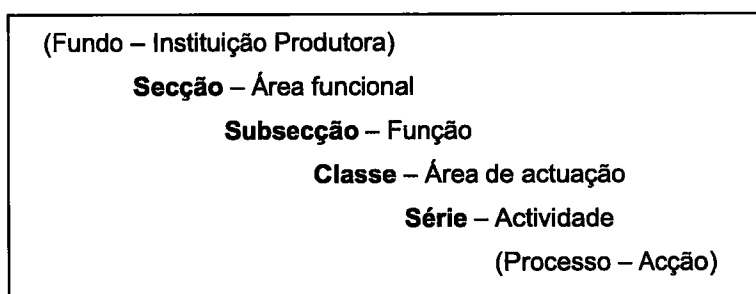 (Fundo – Instituição Produtora)
Secção – Área funcional
Subsecção – Função
Classe – Área de actuação
Série – Actividade
(Processo – Acção)